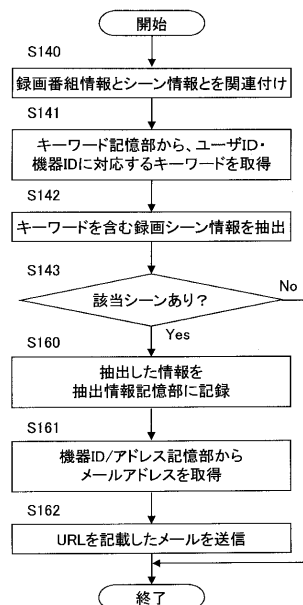 開始
S140
録画番組情報とシーン情報とを関連付け
S141
キーワード記憶部から、ユーザID・
機器IDに対応するキーワードを取得
S142
キーワードを含む録画シーン情報を抽出
S143
該当シーンあり？
No
Yes
S160
抽出した情報を
抽出情報記憶部に記録
S161
機器ID/アドレス記憶部から
メールアドレスを取得
S162
URLを記載したメールを送信
終了